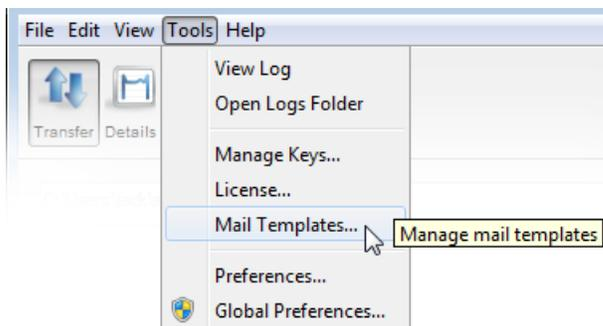 File Edit View Tools Help
Transfer Details
View Log
Open Logs Folder
Manage Keys...
License...
Mail Templates...
Manage mail templates
Preferences...
Global Preferences...